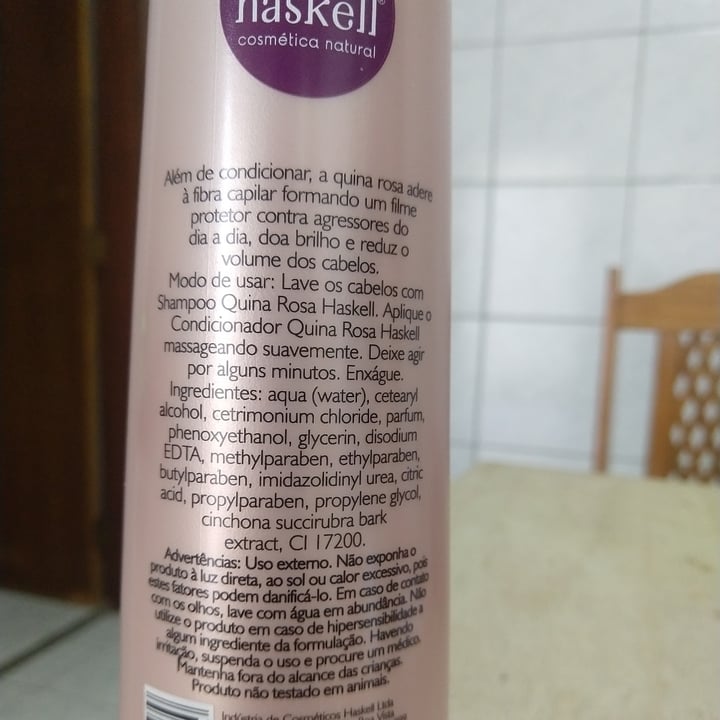 haskell®
cosmética natural
Além de condicionar, a quina rosa adere
à fibra capilar formando um filme
protetor contra agressores do
dia a dia, doa brilho e reduz o
volume dos cabelos.
Modo de usar: Lave os cabelos com
Shampoo Quina Rosa Haskell. Aplique o
Condicionador Quina Rosa Haskell
massageando suavemente. Deixe agir
por alguns minutos. Enxágue.
Ingredientes: aqua (water), cetearyl
alcohol, cetrimonium chloride, parfum,
phenoxyethanol, glycerin, disodium
EDTA, methylparaben, ethylparaben,
butylparaben, imidazolidinyl urea, citric
acid, propylparaben, propylene glycol,
cinchona succirubra bark
extract, CI 17200.
Advertências: Uso externo. Não exponha o
produto à luz direta, ao sol ou calor excessivo, pois
estes fatores podem danificá-lo. Em caso de contato
com os olhos, lave com água em abundância. Não
utilize o produto em caso de hipersensibilidade a
algum ingrediente da formulação. Havendo
irritação, suspenda o uso e procure um médico.
Mantenha fora do alcance das crianças.
Produto não testado em animais.
Indústria de Cosméticos Haskell Ltda
Boa Vista